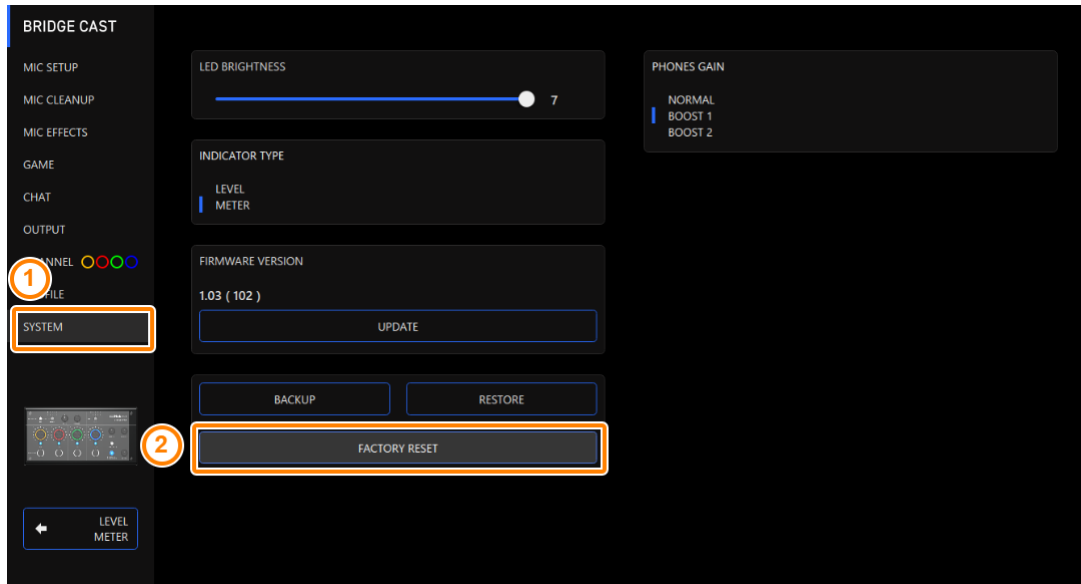 BRIDGE CAST
MIC SETUP
MIC CLEANUP
MIC EFFECTS
GAME
CHAT
OUTPUT
NNEL
1
FILE
SYSTEM
LEVEL
METER
LED BRIGHTNESS
7
INDICATOR TYPE
LEVEL
METER
FIRMWARE VERSION
1.03 ( 102 )
UPDATE
BACKUP
RESTORE
2
FACTORY RESET
PHONES GAIN
NORMAL
BOOST 1
BOOST 2